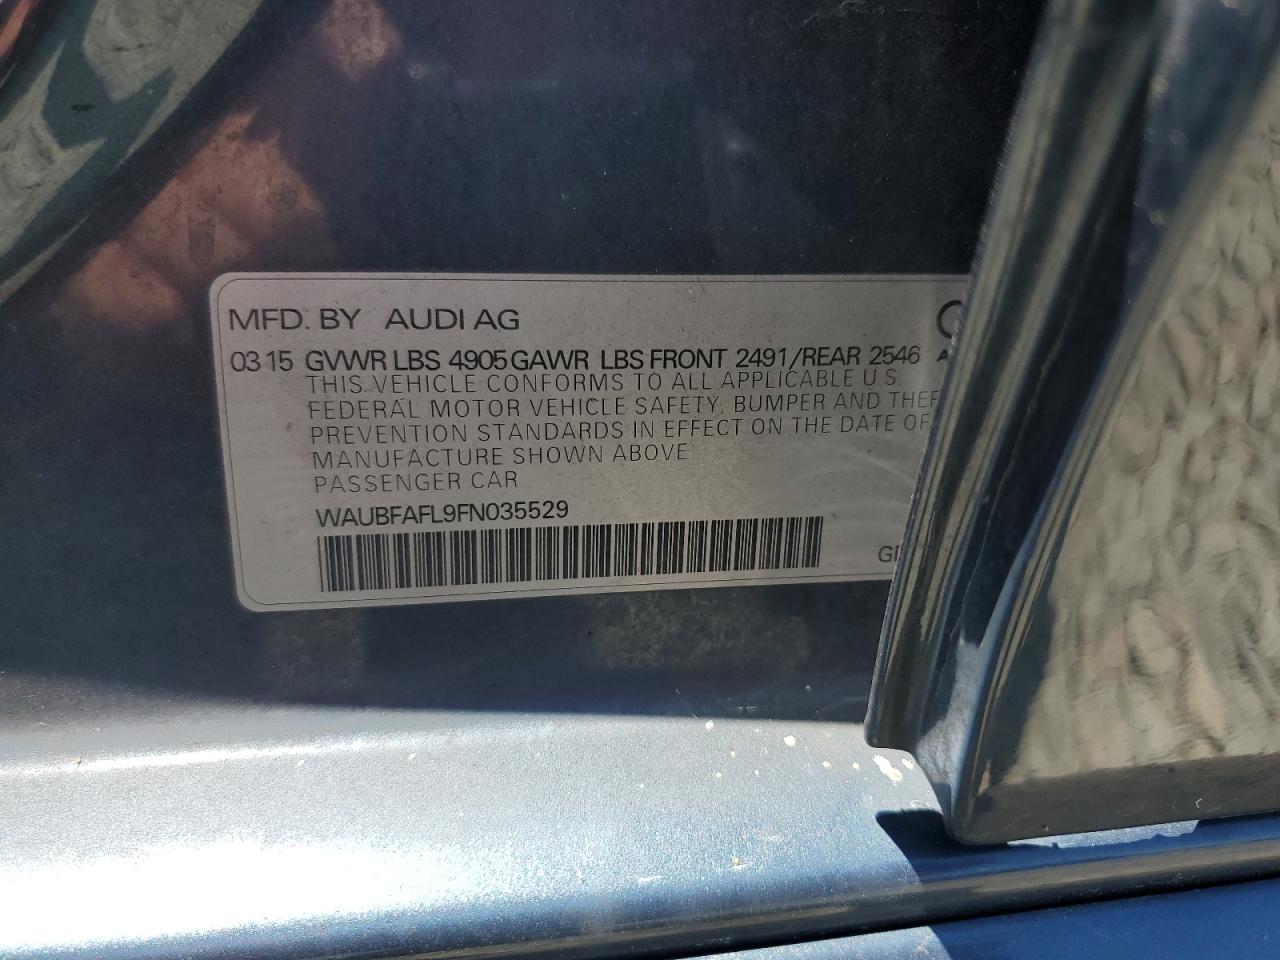 MFD. BY AUDI AG
03 15 GVWR LBS 4905 GAWR LBS FRONT 2491/REAR 2546
THIS VEHICLE CONFORMS TO ALL APPLICABLE U.S.
FEDERAL MOTOR VEHICLE SAFETY, BUMPER AND
PREVENTION STANDARDS IN EFFECT ON THE DATE OF
MANUFACTURE SHOWN ABOVE
PASSENGER CAR
WAUBFAFL9FN035529